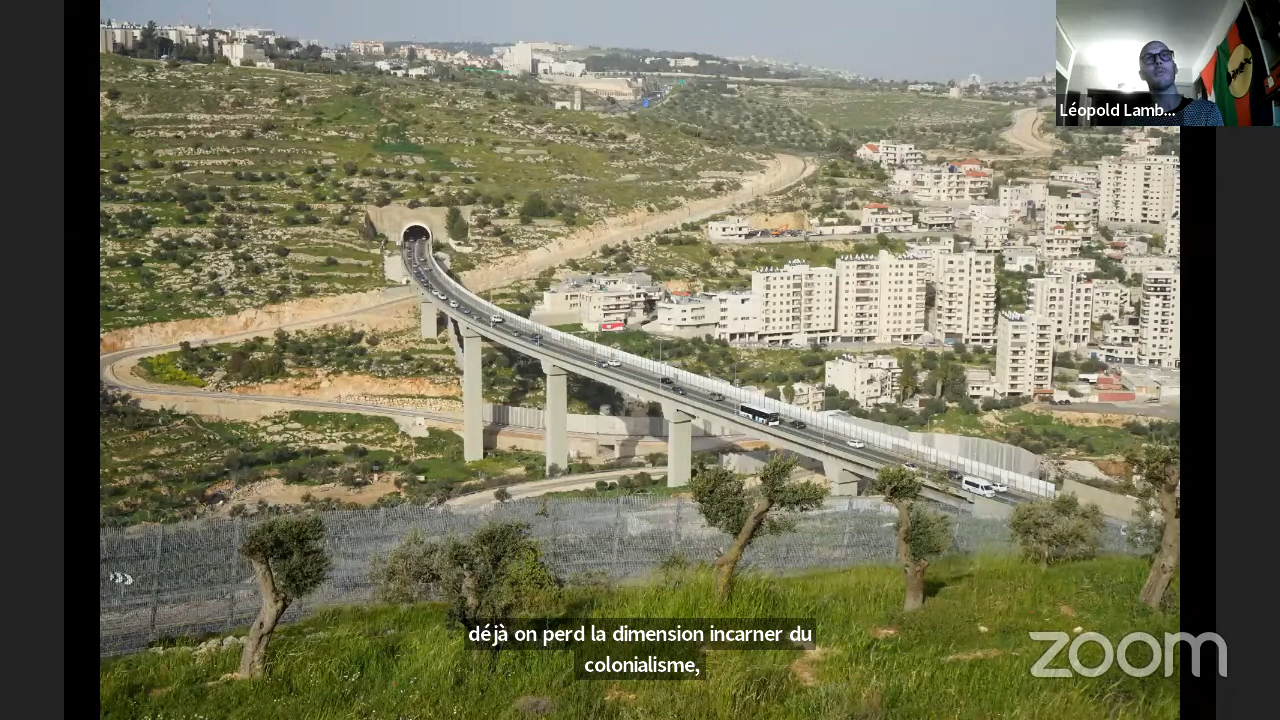 Léopold Lamb...
déjà on perd la dimension incarner du
colonialisme,
zoom